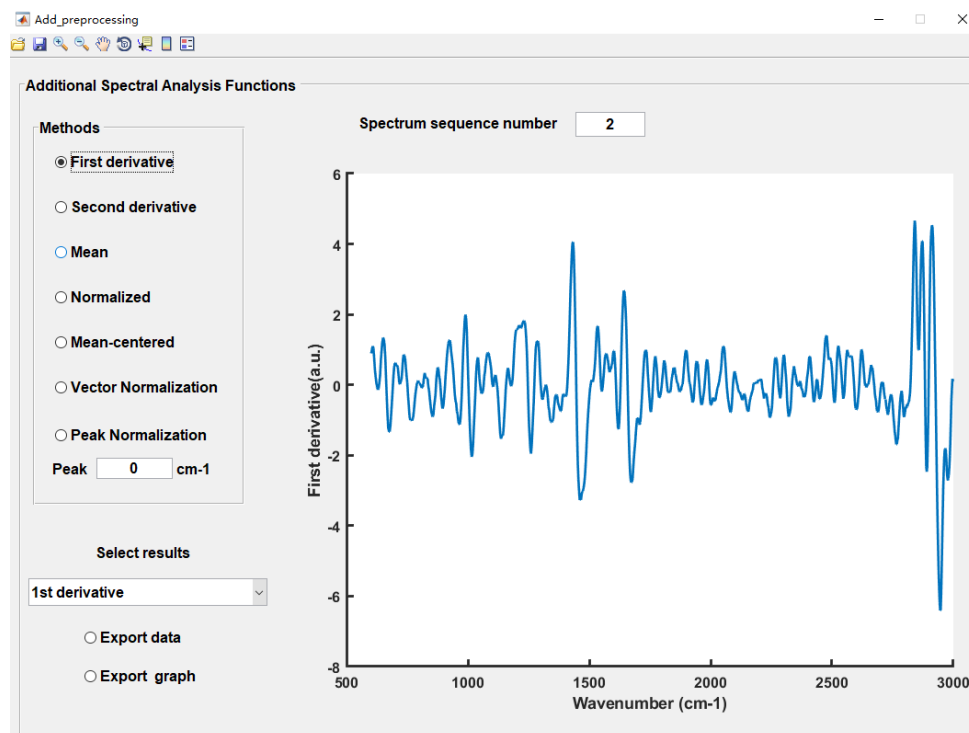 Add_preprocessing
Additional Spectral Analysis Functions
Methods
First derivative
Second derivative
Mean
Normalized
Mean-centered
Vector Normalization
Peak Normalization
Peak 0 cm-1
Select results
1st derivative
Export data
Export graph
Spectrum sequence number 2
First derivative(a.u.)
6
4
2
0
-2
-4
-6
-8
500 1000 1500 2000 2500 3000
Wavenumber (cm-1)